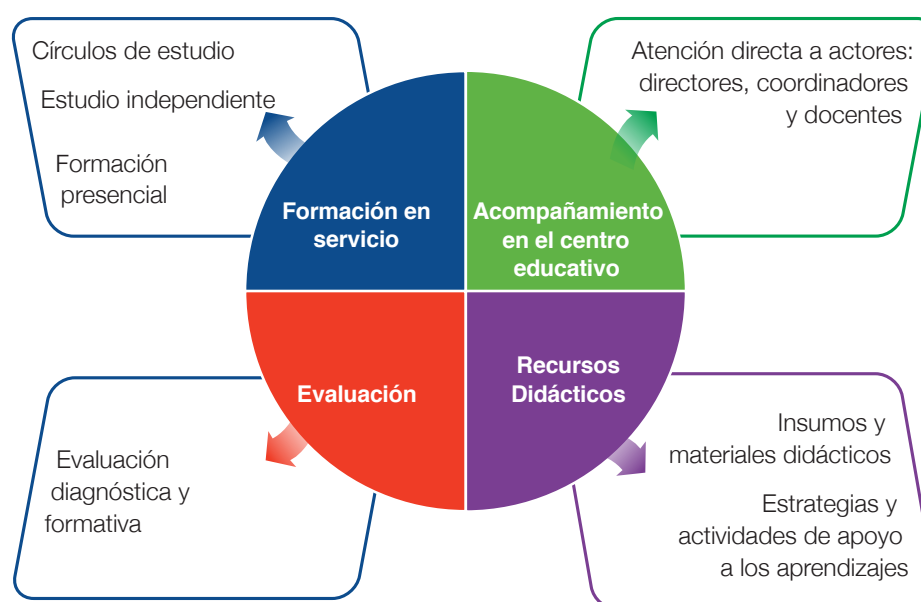 Círculos de estudio
Estudio independiente
Formación
presencial
Atención directa a actores:
directores, coordinadores
y docentes
Formación en
servicio
Acompañamiento
en el centro
educativo
Evaluación
Recursos
Didácticos
Evaluación
diagnóstica y
formativa
Insumos y
materiales didácticos
Estrategias y
actividades de apoyo
a los aprendizajes